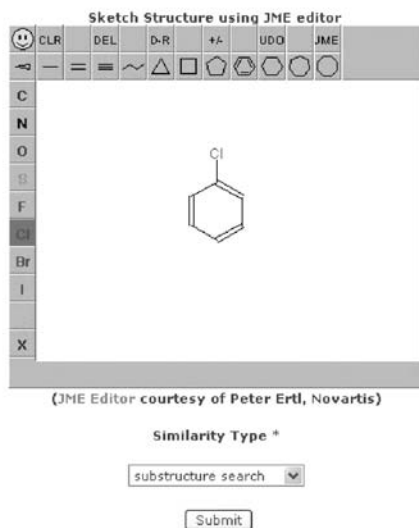 Sketch Structure using JME editor
CLR DEL D-R +/- UDO JME
C
N
O
S
F
Cl
Cl
Br
I
X
(JME Editor courtesy of Peter Ertl, Novartis)
Similarity Type *
substructure search
Submit